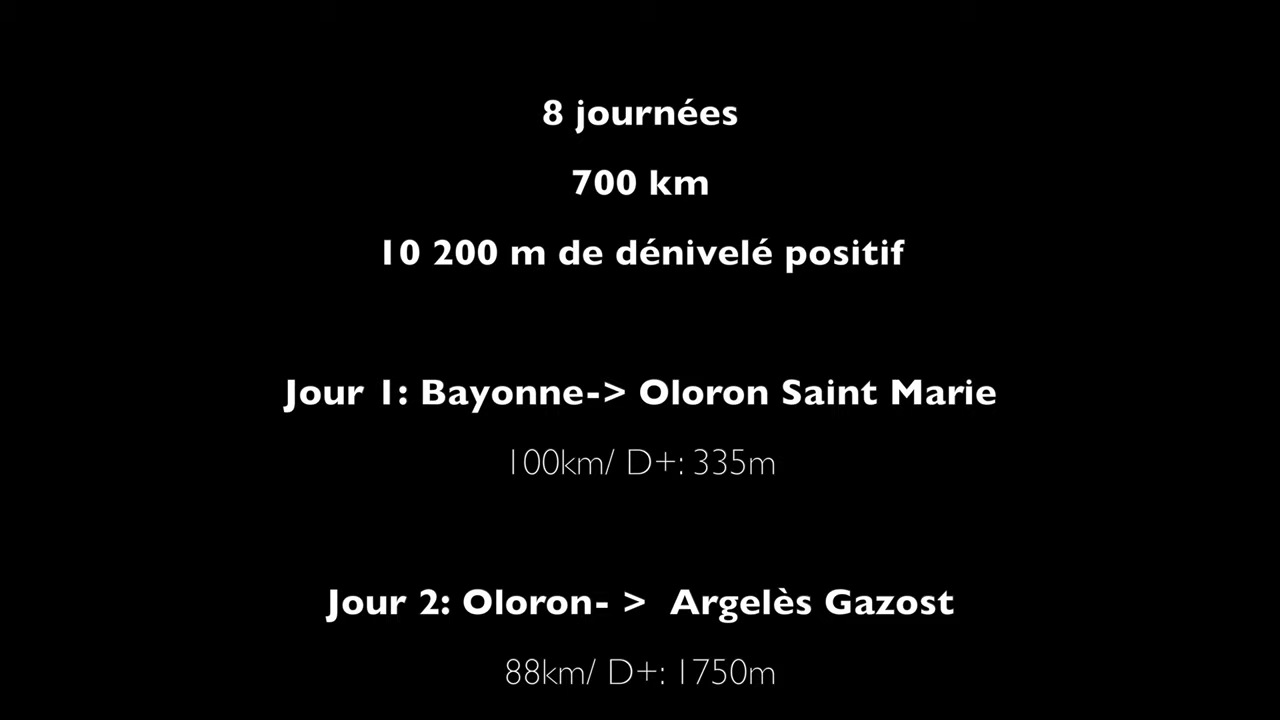 8 journées
700 km
10 200 m de dénivelé positif
Jour 1: Bayonne-> Oloron Saint Marie
100km/ D+: 335m
Jour 2: Oloron- >  Argelès Gazost
88km/ D+: 1750m